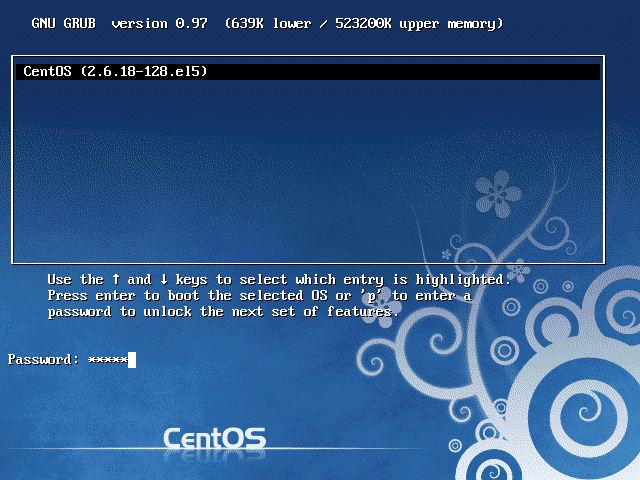 GNU GRUB  version 0.97  (639K lower / 523200K upper memory)
CentOS (2.6.18-128.el5)
Use the ↑ and ↓ keys to select which entry is highlighted.
Press enter to boot the selected OS or 'p' to enter a
password to unlock the next set of features.
Password: *****
CentOS